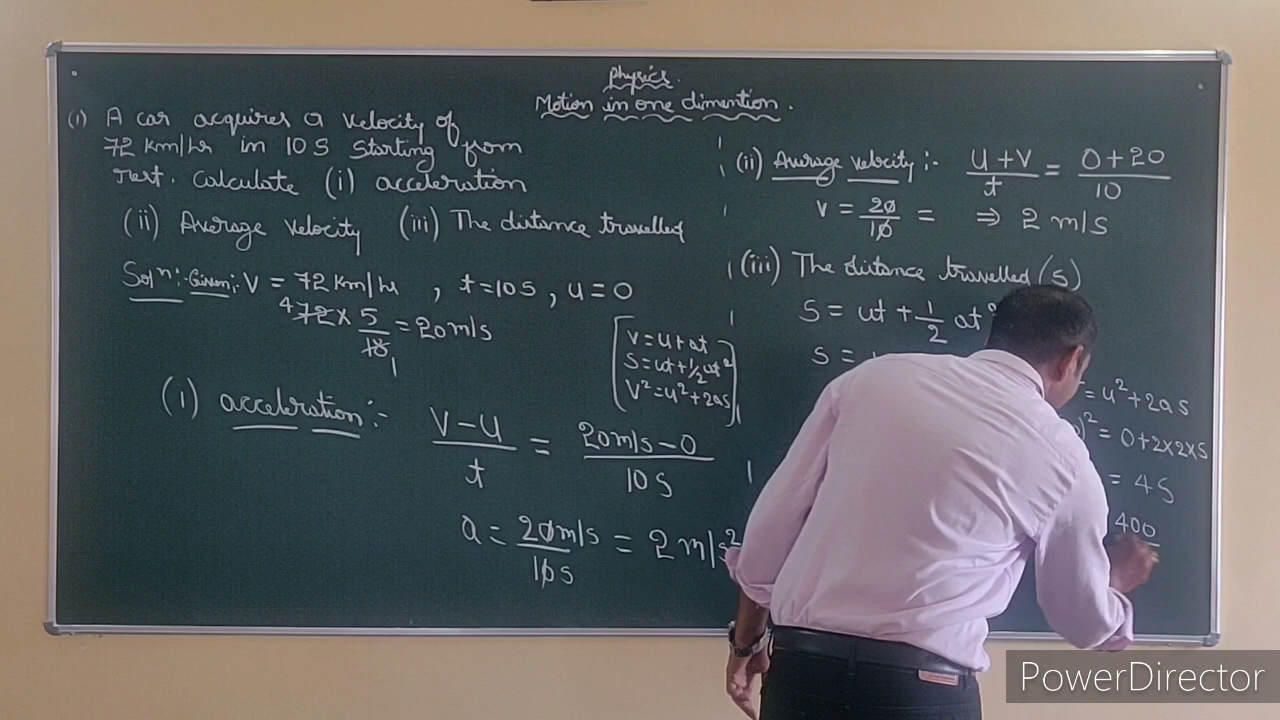 Physics.
Motion in one dimention.
(1) A car acquires a velocity of
72 km/hr in 10 S starting from
rest. Calculate (i) acceleration
(ii) Average velocity (iii) The distance travelled
Solⁿ:- Given:- V = 72 km/hr , t = 10 S , u = 0
4 72 × 5/18 = 20 m/s
1
V = u + at
S = ut + 1/2 at²
V² = u² + 2as
(1) acceleration :- V - U / t = 20 m/s - 0 / 10 S
a = 20 m/s / 10 s = 2 m/s²
(ii) Average velocity :- U + V / t = 0 + 20 / 10
V = 20 / 10 = ⇒ 2 m/s
(iii) The distance travelled (S)
S = ut + 1/2 at
S =
= u² + 2as
)² = 0 + 2 × 2 × S
= 4 S
400
PowerDirector